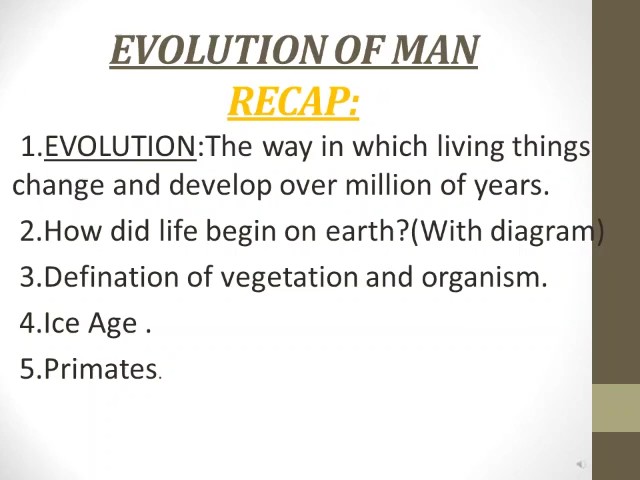 EVOLUTION OF MAN
RECAP:
1.EVOLUTION:The way in which living things
change and develop over million of years.
2.How did life begin on earth?(With diagram)
3.Defination of vegetation and organism.
4.Ice Age .
5.Primates.